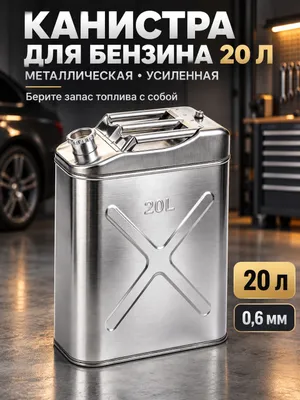 КАНИСТРА
ДЛЯ БЕНЗИНА 20 Л
МЕТАЛЛИЧЕСКАЯ • УСИЛЕННАЯ
Берите запас топлива с собой
20L
20 л
0,6 мм